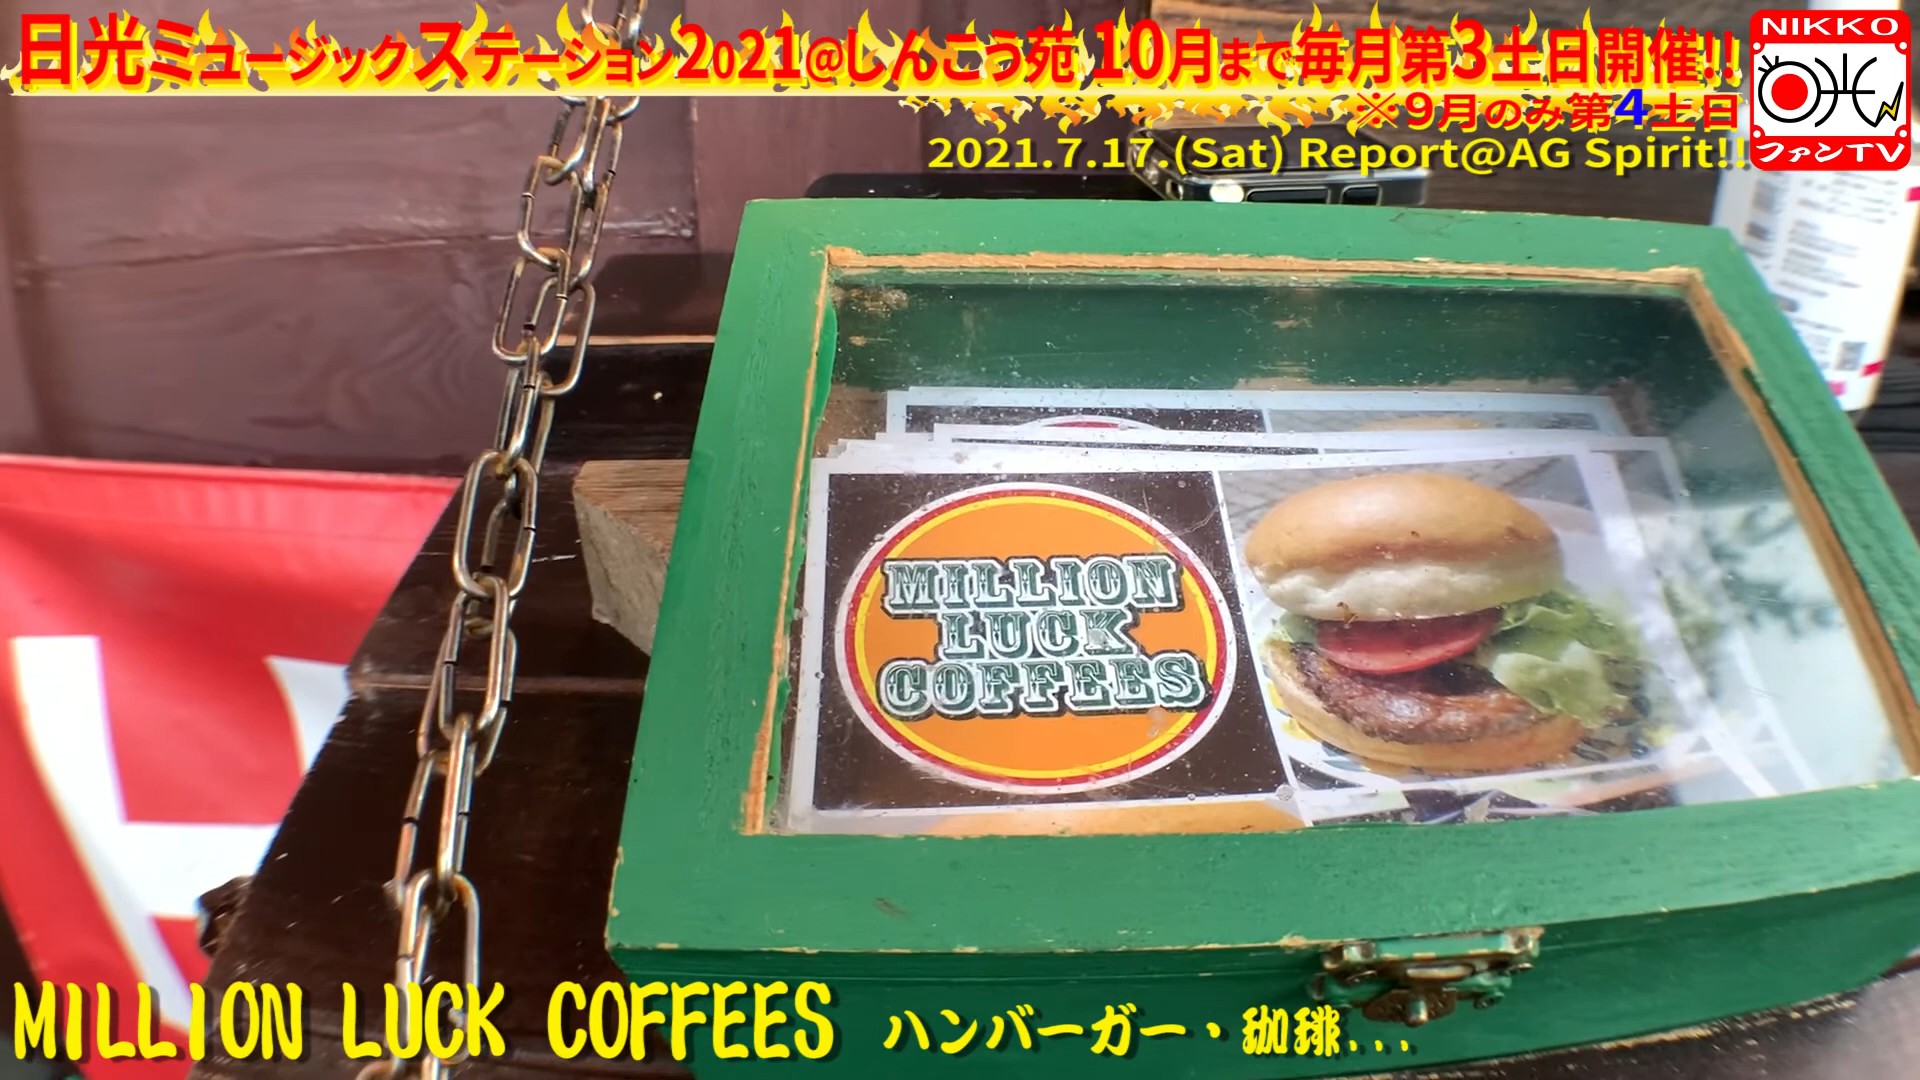 日光ミュージックステーション2021@しんこう苑 10月まで毎月第3土日開催!!
※9月のみ第4土日
2021.7.17.(Sat) Report@AG Spirit!!
NIKKO
日光
ファンTV
MILLION
LUCK
COFFEES
MILLION LUCK COFFEES ハンバーガー・珈琲...